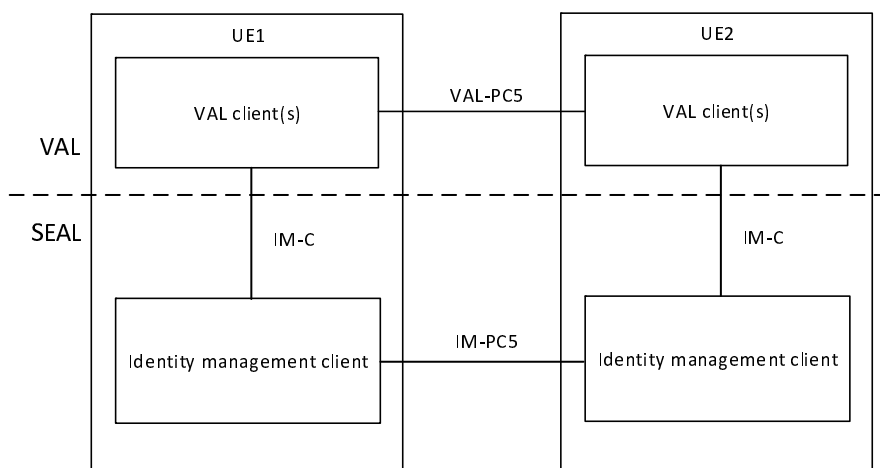 UE1
UE2
VAL client(s)
VAL-PC5
VAL client(s)
VAL
SEAL
IM-C
IM-C
Identity management client
IM-PC5
Identity management client